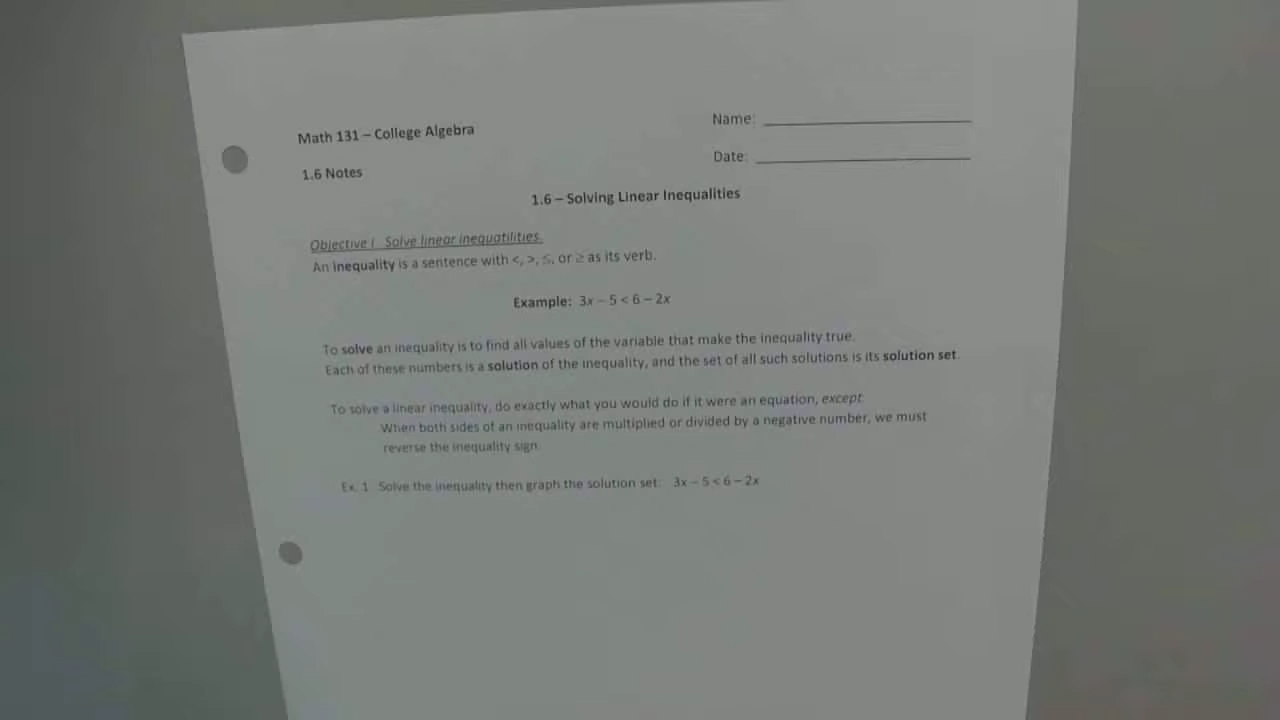 Math 131 – College Algebra
Name:
1.6 Notes
Date:
1.6 – Solving Linear Inequalities
Objective I Solve linear inequatilities.
An inequality is a sentence with <, >, ≤, or ≥ as its verb.
Example: 3x – 5 < 6 – 2x
To solve an inequality is to find all values of the variable that make the inequality true.
Each of these numbers is a solution of the inequality, and the set of all such solutions is its solution set.
To solve a linear inequality, do exactly what you would do if it were an equation, except:
When both sides of an inequality are multiplied or divided by a negative number, we must
reverse the inequality sign.
Ex. 1 Solve the inequality then graph the solution set: 3x – 5 < 6 – 2x